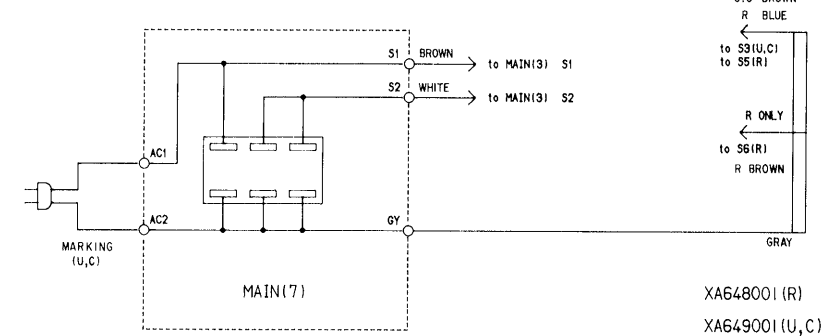 R BLUE
to S3(U,C)
to S5(R)
S1 BROWN
to MAIN(3) S1
S2 WHITE
to MAIN(3) S2
R ONLY
to S6(R)
R BROWN
AC1
AC2
GY
MARKING
(U,C)
GRAY
MAIN(7)
XA648001(R)
XA649001(U,C)